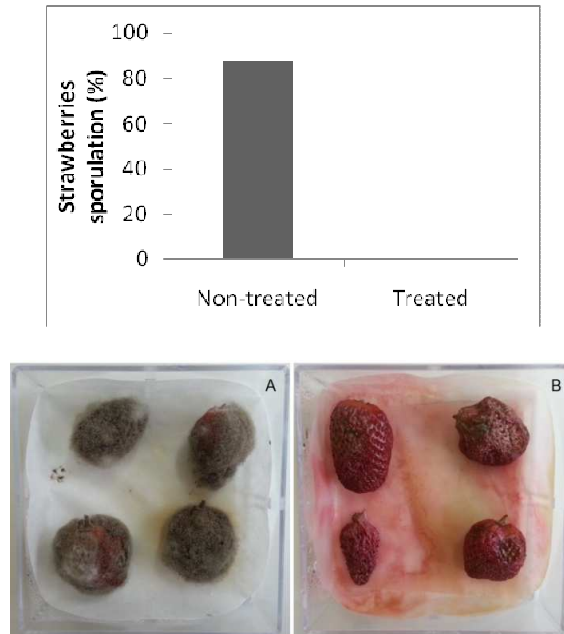 Strawberries
sporulation (%)
100
80
60
40
20
0
Non-treated
Treated
A
B